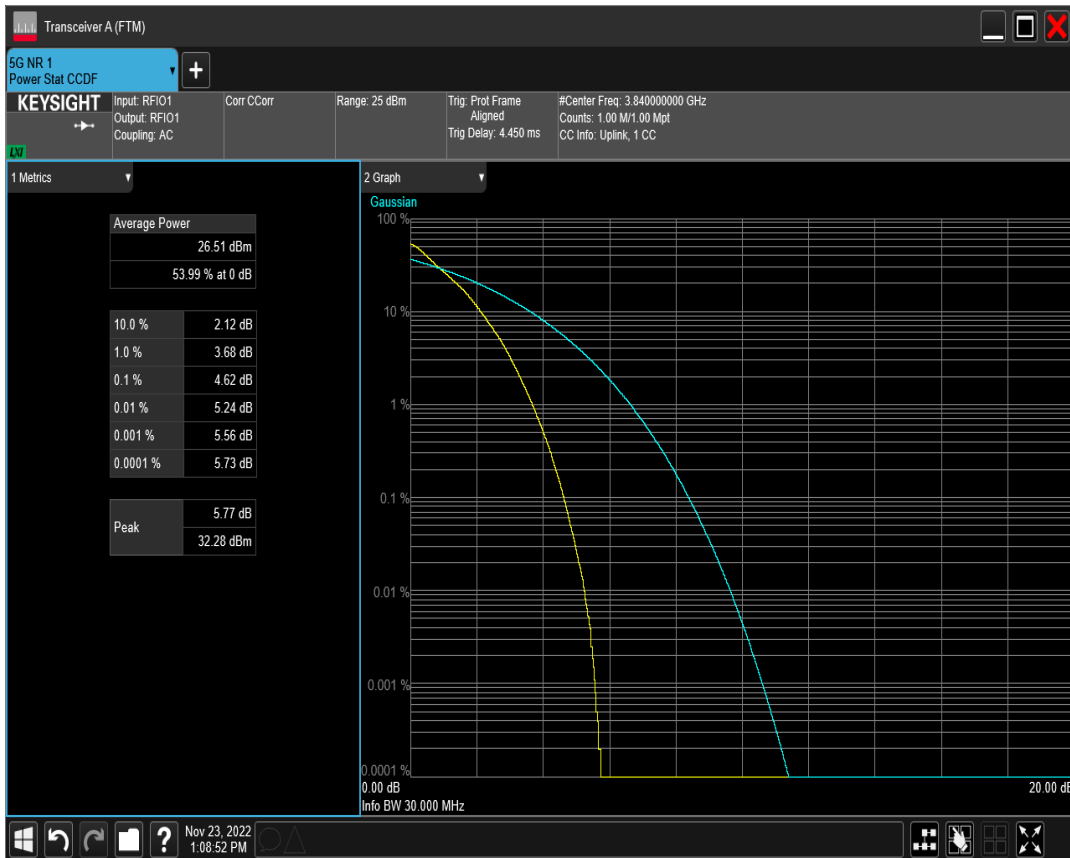 Transceiver A (FTM)
5G NR 1
Power Stat CCDF
+
KEYSIGHT
LXI
Input: RFIO1
Output: RFIO1
Coupling: AC
Corr CCorr
Range: 25 dBm
Trig: Prot Frame
Aligned
Trig Delay: 4.450 ms
#Center Freq: 3.840000000 GHz
Counts: 1.00 M/1.00 Mpt
CC Info: Uplink, 1 CC
1 Metrics
Average Power
26.51 dBm
53.99 % at 0 dB
10.0 % 2.12 dB
1.0 % 3.68 dB
0.1 % 4.62 dB
0.01 % 5.24 dB
0.001 % 5.56 dB
0.0001 % 5.73 dB
Peak 5.77 dB
32.28 dBm
2 Graph
Gaussian
100 %
10 %
1 %
0.1 %
0.01 %
0.001 %
0.0001 %
0.00 dB 20.00 dB
Info BW 30.000 MHz
?
Nov 23, 2022
1:08:52 PM